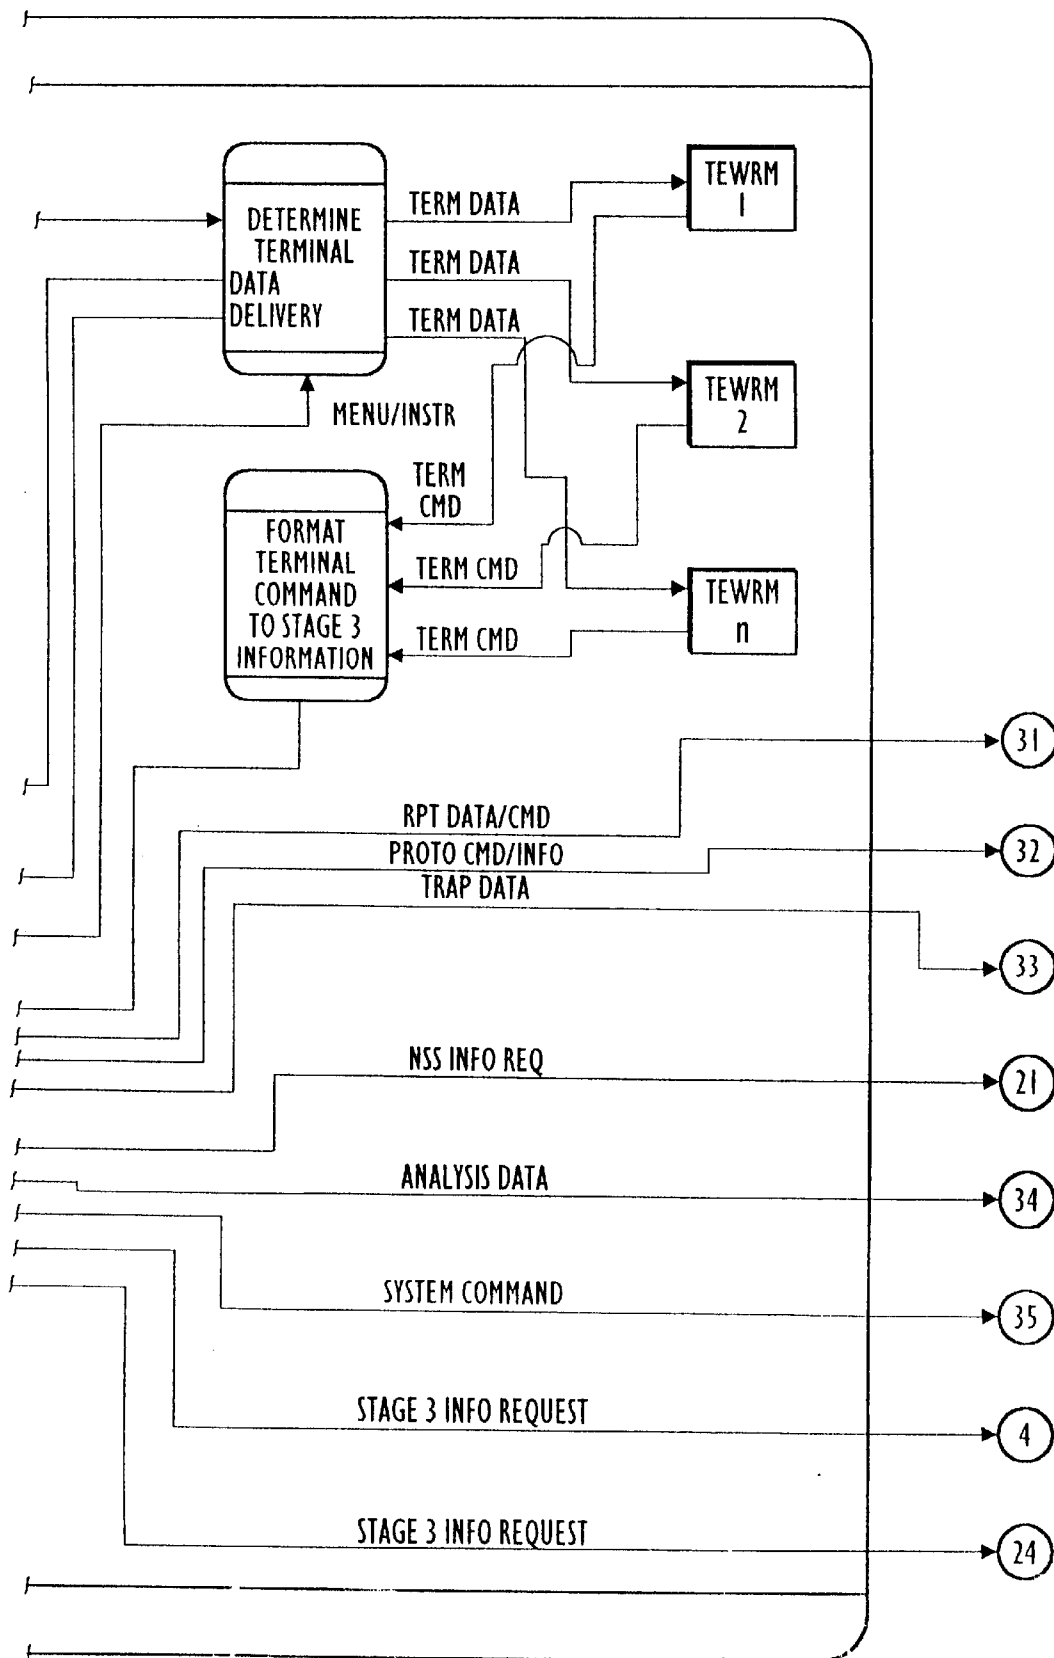 TERM DATA
TEWRM
1
DETERMINE
TERMINAL
DATA
DELIVERY
TERM DATA
TERM DATA
TEWRM
2
MENU/INSTR
TERM
CMD
FORMAT
TERMINAL
COMMAND
TO STAGE 3
INFORMATION
TERM CMD
TERM CMD
TEWRM
n
31
RPT DATA/CMD
PROTO CMD/INFO
32
TRAP DATA
33
NSS INFO REQ
21
ANALYSIS DATA
34
SYSTEM COMMAND
35
STAGE 3 INFO REQUEST
4
STAGE 3 INFO REQUEST
24